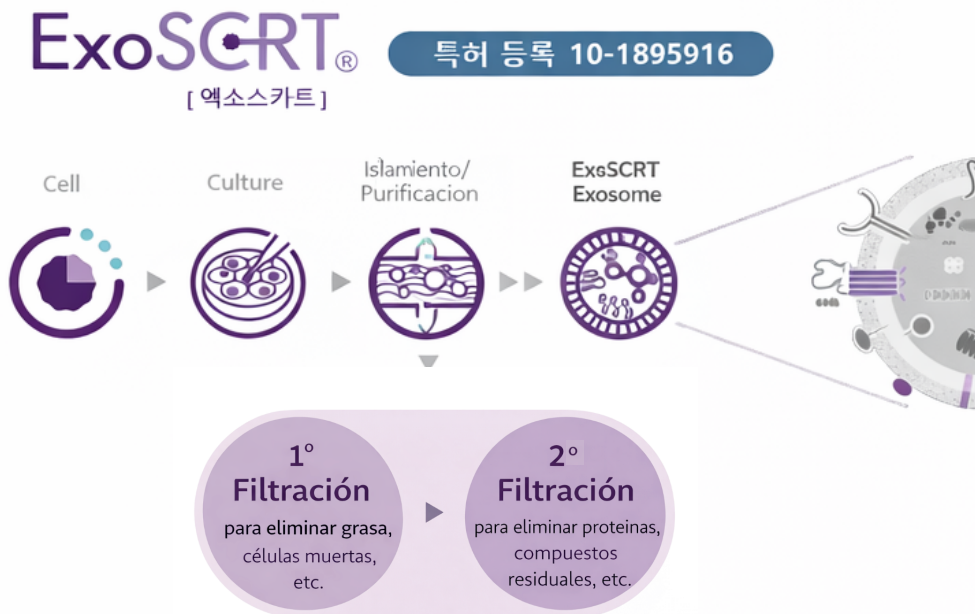 ExoSCRT®
특허 등록 10-1895916
[ 엑소스카트 ]
Cell
Culture
Islamiento/
Purificacion
ExsSCRT
Exosome
1º
Filtración
para eliminar grasa,
células muertas,
etc.
2º
Filtración
para eliminar proteinas,
compuestos
residuales, etc.